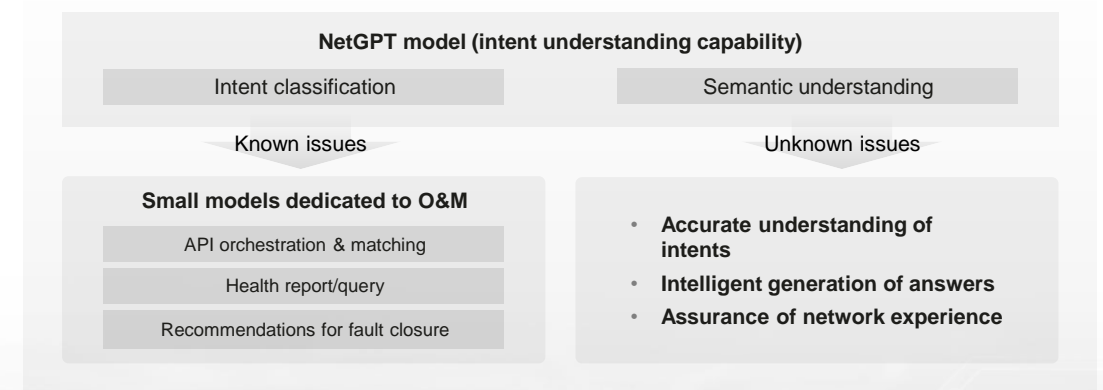 NetGPT model (intent understanding capability)
Intent classification
Semantic understanding
Known issues
Unknown issues
Small models dedicated to O&M
API orchestration & matching
Health report/query
Recommendations for fault closure
• Accurate understanding of
intents
• Intelligent generation of answers
• Assurance of network experience